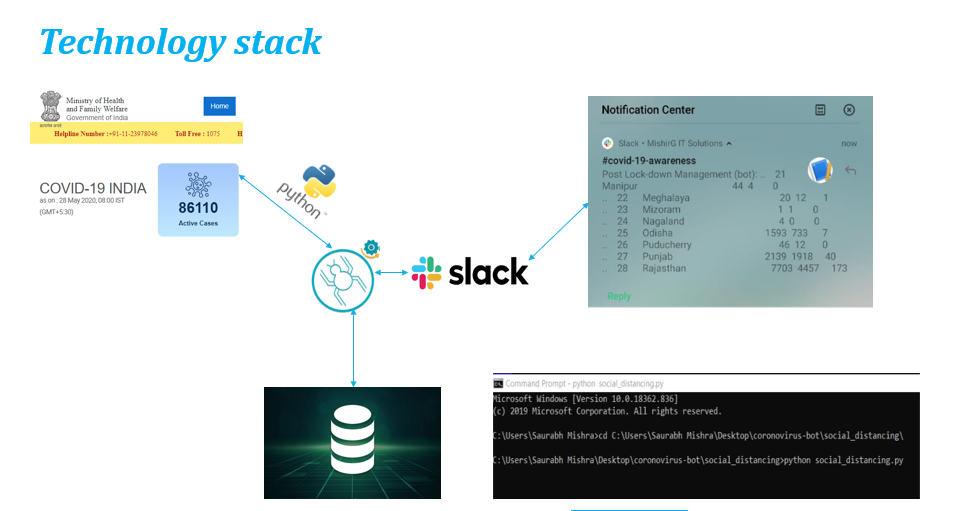 Technology stack
Ministry of Health
and Family Welfare
Government of India
Home
Helpline Number :+91-11-23978046 Toll Free : 1075 H
COVID-19 INDIA
as on : 28 May 2020, 08:00 IST
(GMT+5:30)
86110
Active Cases
python
slack
Notification Center
Slack • MishirG IT Solutions now
#covid-19-awareness
Post Lock-down Management (bot): .. 21
Manipur 44 4 0
.. 22 Meghalaya 20 12 1
.. 23 Mizoram 1 1 0
.. 24 Nagaland 4 0 0
.. 25 Odisha 1593 733 7
.. 26 Puducherry 46 12 0
.. 27 Punjab 2139 1918 40
.. 28 Rajasthan 7703 4457 173
Reply
Command Prompt - python social_distancing.py
Microsoft Windows [Version 10.0.18362.836]
(c) 2019 Microsoft Corporation. All rights reserved.
C:\Users\Saurabh Mishra>cd C:\Users\Saurabh Mishra\Desktop\coronovirus-bot\social_distancing\
C:\Users\Saurabh Mishra\Desktop\coronovirus-bot\social_distancing>python social_distancing.py